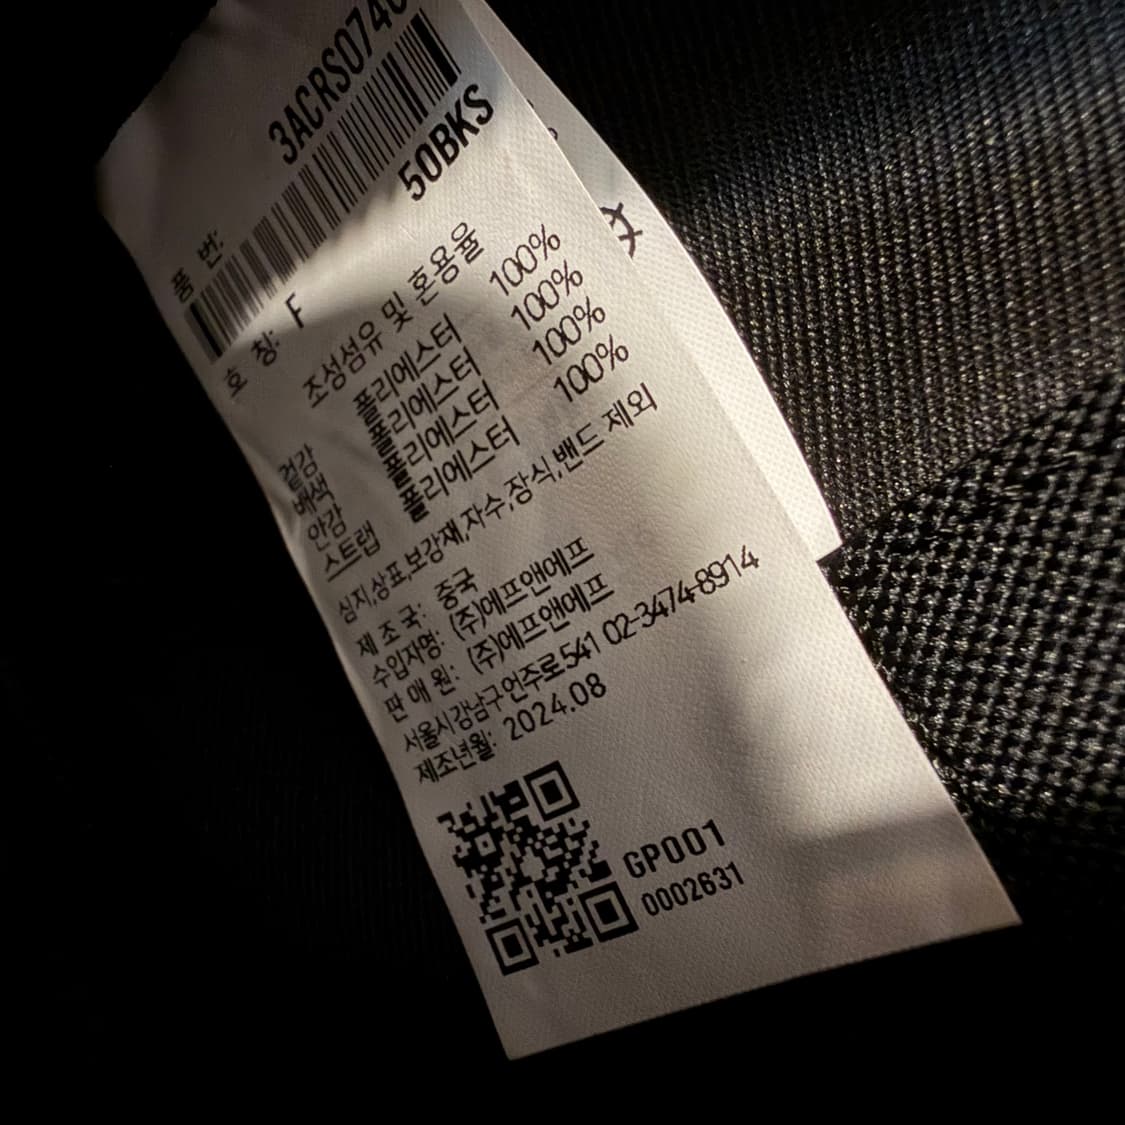 품 번: 3ACRS074
50BKS
호 칭: F
조성섬유 및 혼용율
겉감 폴리에스터 100%
배색 폴리에스터 100%
안감 폴리에스터 100%
스트랩 폴리에스터 100%
심지,상표,보강재,자수,장식,밴드 제외
제 조 국: 중국
수입자명: (주)에프앤에프
판 매 원: (주)에프앤에프
서울시강남구언주로541 02-3474-8914
제조년월: 2024.08
GP001
0002631